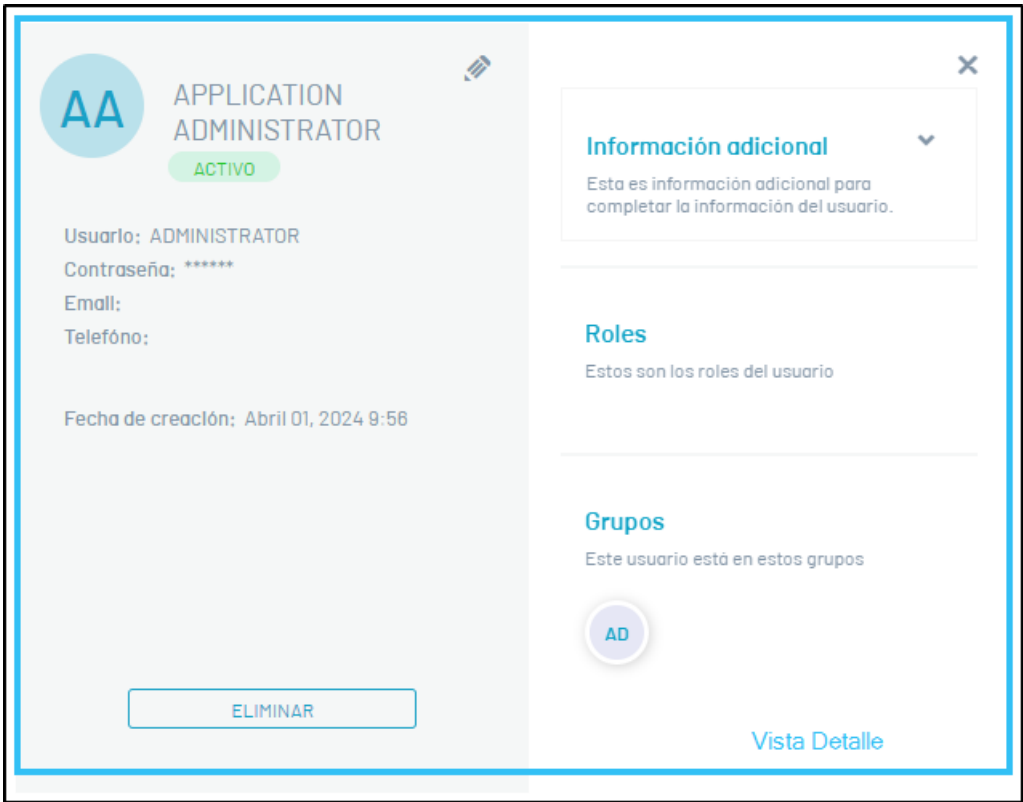 AA
APPLICATION
ADMINISTRATOR
ACTIVO
Usuario: ADMINISTRATOR
Contraseña: ******
Email:
Telefóno:
Fecha de creación: Abril 01, 2024 9:56
ELIMINAR
Información adicional
Esta es información adicional para
completar la información del usuario.
Roles
Estos son los roles del usuario
Grupos
Este usuario está en estos grupos
AD
Vista Detalle